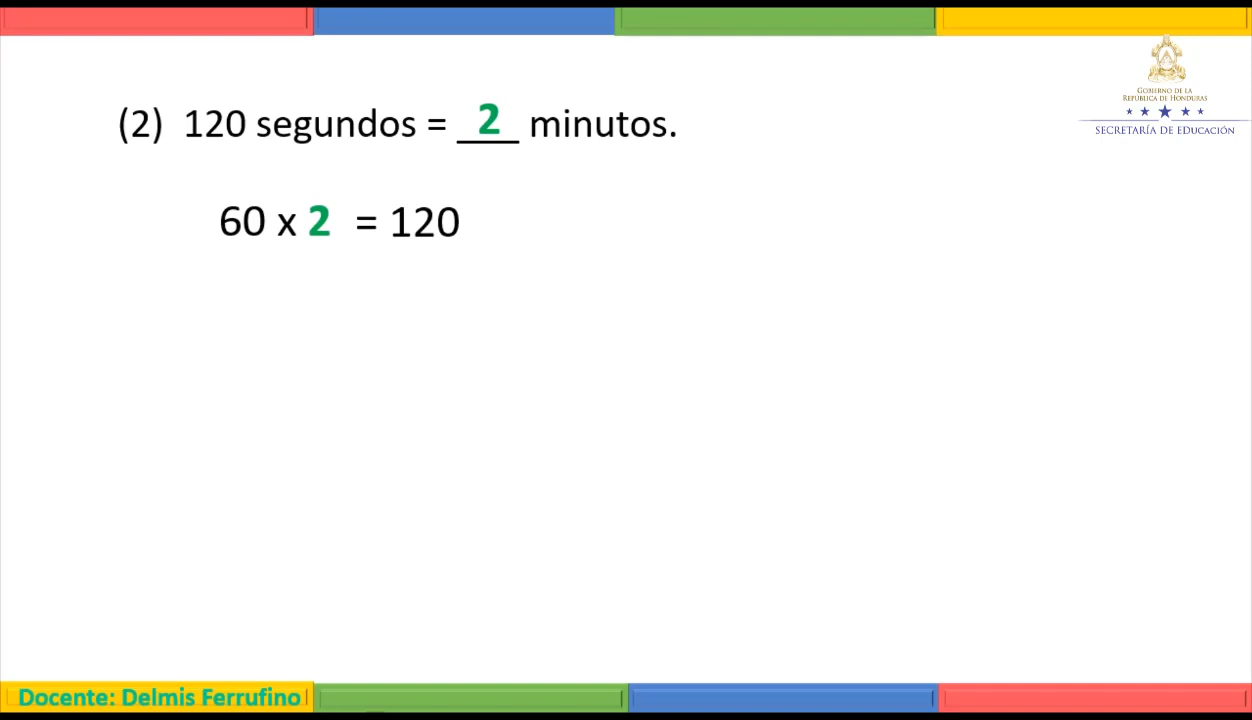 GOBIERNO DE LA
REPÚBLICA DE HONDURAS
SECRETARÍA DE EDUCACIÓN
(2) 120 segundos = 2 minutos.
60 x 2 = 120
Docente: Delmis Ferrufino